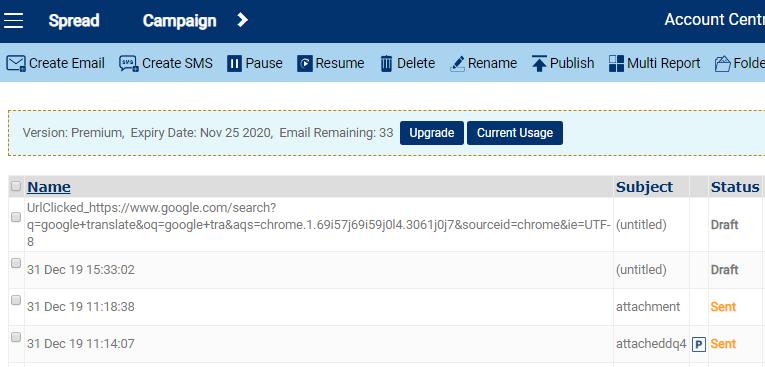 Spread Campaign Account Centr
Create Email SMS Create SMS Pause Resume Delete Rename Publish Multi Report Folde
Version: Premium, Expiry Date: Nov 25 2020, Email Remaining: 33 Upgrade Current Usage
Name Subject Status
UrlClicked_https://www.google.com/search?
q=google+translate&oq=google+tra&aqs=chrome.1.69i57j69i59j0l4.3061j0j7&sourceid=chrome&ie=UTF- (untitled) Draft
8
31 Dec 19 15:33:02 (untitled) Draft
31 Dec 19 11:18:38 attachment Sent
31 Dec 19 11:14:07 attacheddq4 P Sent